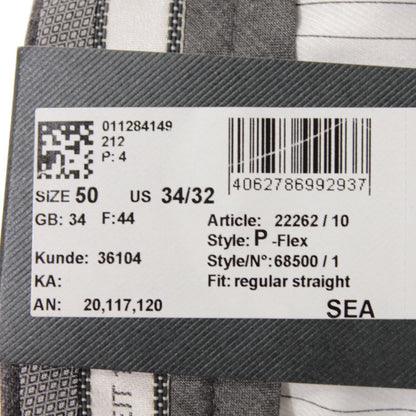 011284149
212
P: 4
4062786992937
SIZE 50 US 34/32
GB: 34 F: 44
Article: 22262 / 10
Style: P -Flex
Kunde: 36104
Style/N°: 68500 / 1
KA:
Fit: regular straight
AN: 20,117,120
SEA
EIT